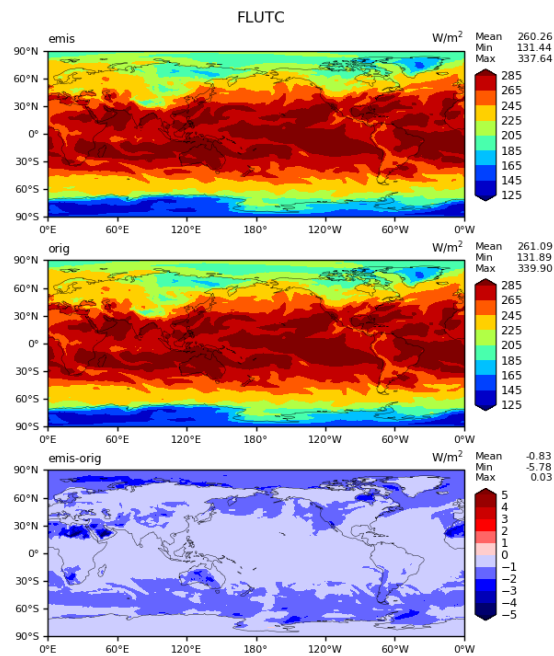 FLUTC
emis W/m² Mean 260.26
Min 131.44
Max 337.64
90°N
60°N
30°N
0°
30°S
60°S
90°S
0°E 60°E 120°E 180° 120°W 60°W 0°W
285
265
245
225
205
185
165
145
125
orig W/m² Mean 261.09
Min 131.89
Max 339.90
90°N
60°N
30°N
0°
30°S
60°S
90°S
0°E 60°E 120°E 180° 120°W 60°W 0°W
285
265
245
225
205
185
165
145
125
emis-orig W/m² Mean -0.83
Min -5.78
Max 0.03
90°N
60°N
30°N
0°
30°S
60°S
90°S
0°E 60°E 120°E 180° 120°W 60°W 0°W
5
4
3
2
1
0
−1
−2
−3
−4
−5